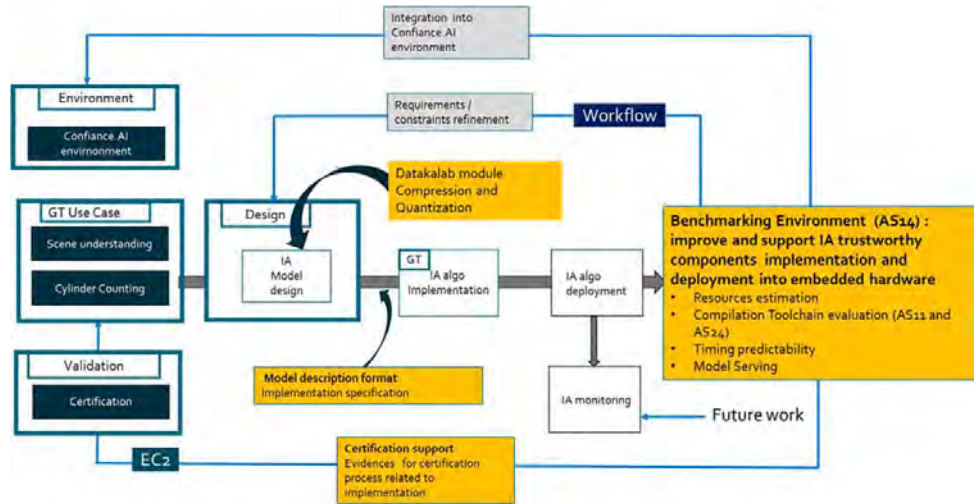 Integration into
Confiance.AI
environment
Environment
Confiance.AI
environment
Requirements /
constraints refinement
Workflow
Datakalab module
Compression and
Quantization
GT Use Case
Scene understanding
Cylinder Counting
Design
IA
Model
design
GT
IA algo
Implementation
IA algo
deployment
Benchmarking Environment (AS14) :
improve and support IA trustworthy
components implementation and
deployment into embedded hardware
• Resources estimation
• Compilation Toolchain evaluation (AS11 and
AS24)
• Timing predictability
• Model Serving
Validation
Certification
Model description format
Implementation specification
IA monitoring
Future work
EC2
Certification support
Evidences for certification
process related to
implementation